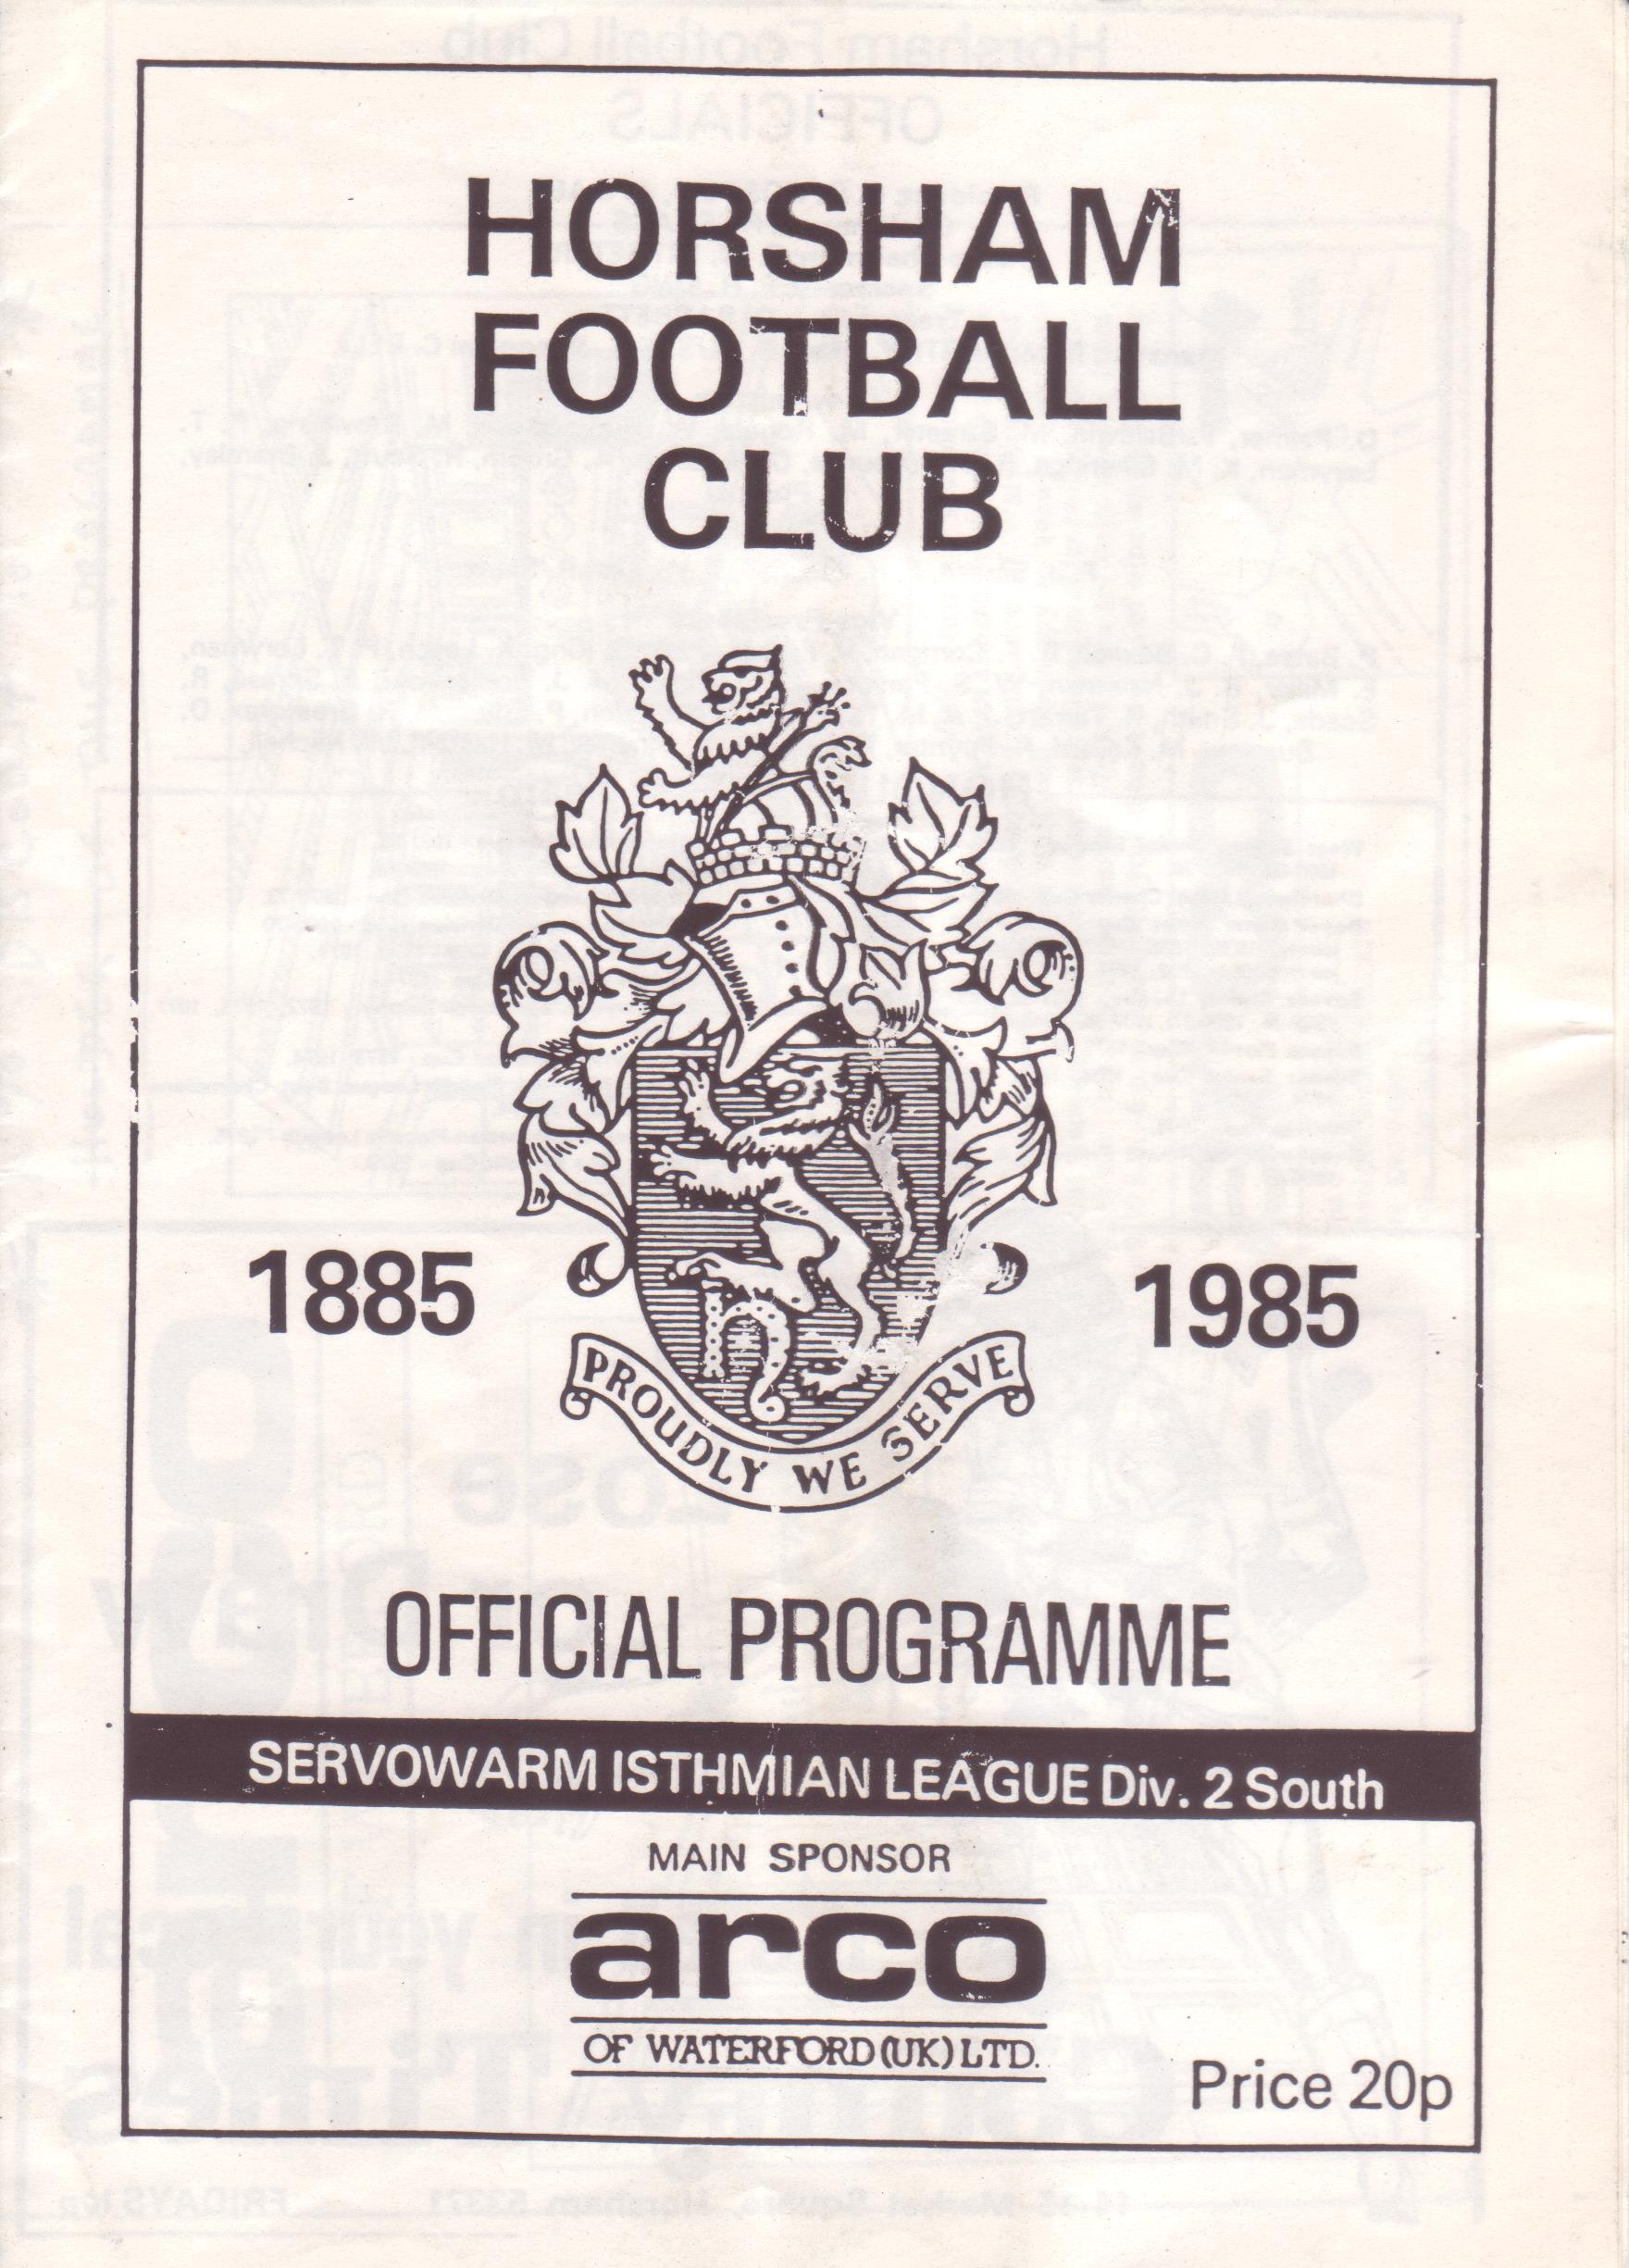 HORSHAM
FOOTBALL
CLUB
1885
1985
PROUDLY WE SERVE
OFFICIAL PROGRAMME
SERVOWARM ISTHMIAN LEAGUE Div. 2 South
MAIN SPONSOR
arco
OF WATERFORD (UK) LTD.
Price 20p